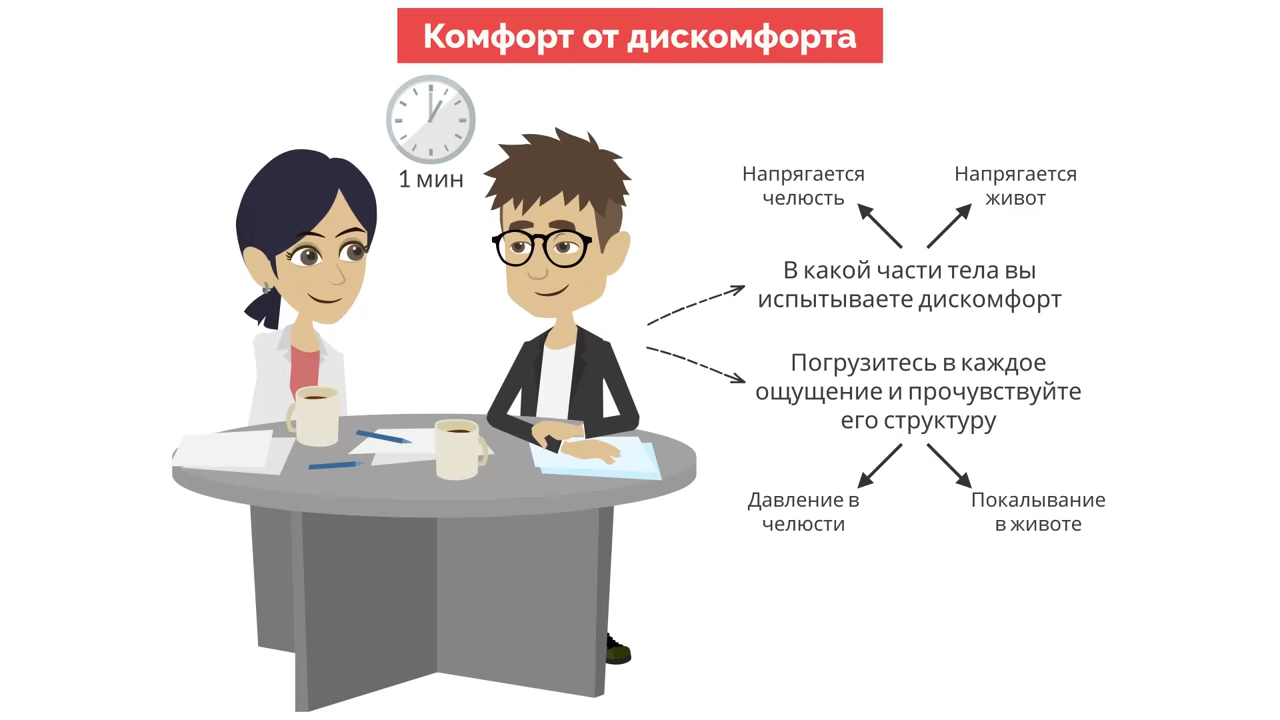 Комфорт от дискомфорта
1 мин
Напрягается
челюсть
Напрягается
живот
В какой части тела вы
испытываете дискомфорт
Погрузитесь в каждое
ощущение и прочувствуйте
его структуру
Давление в
челюсти
Покалывание
в животе